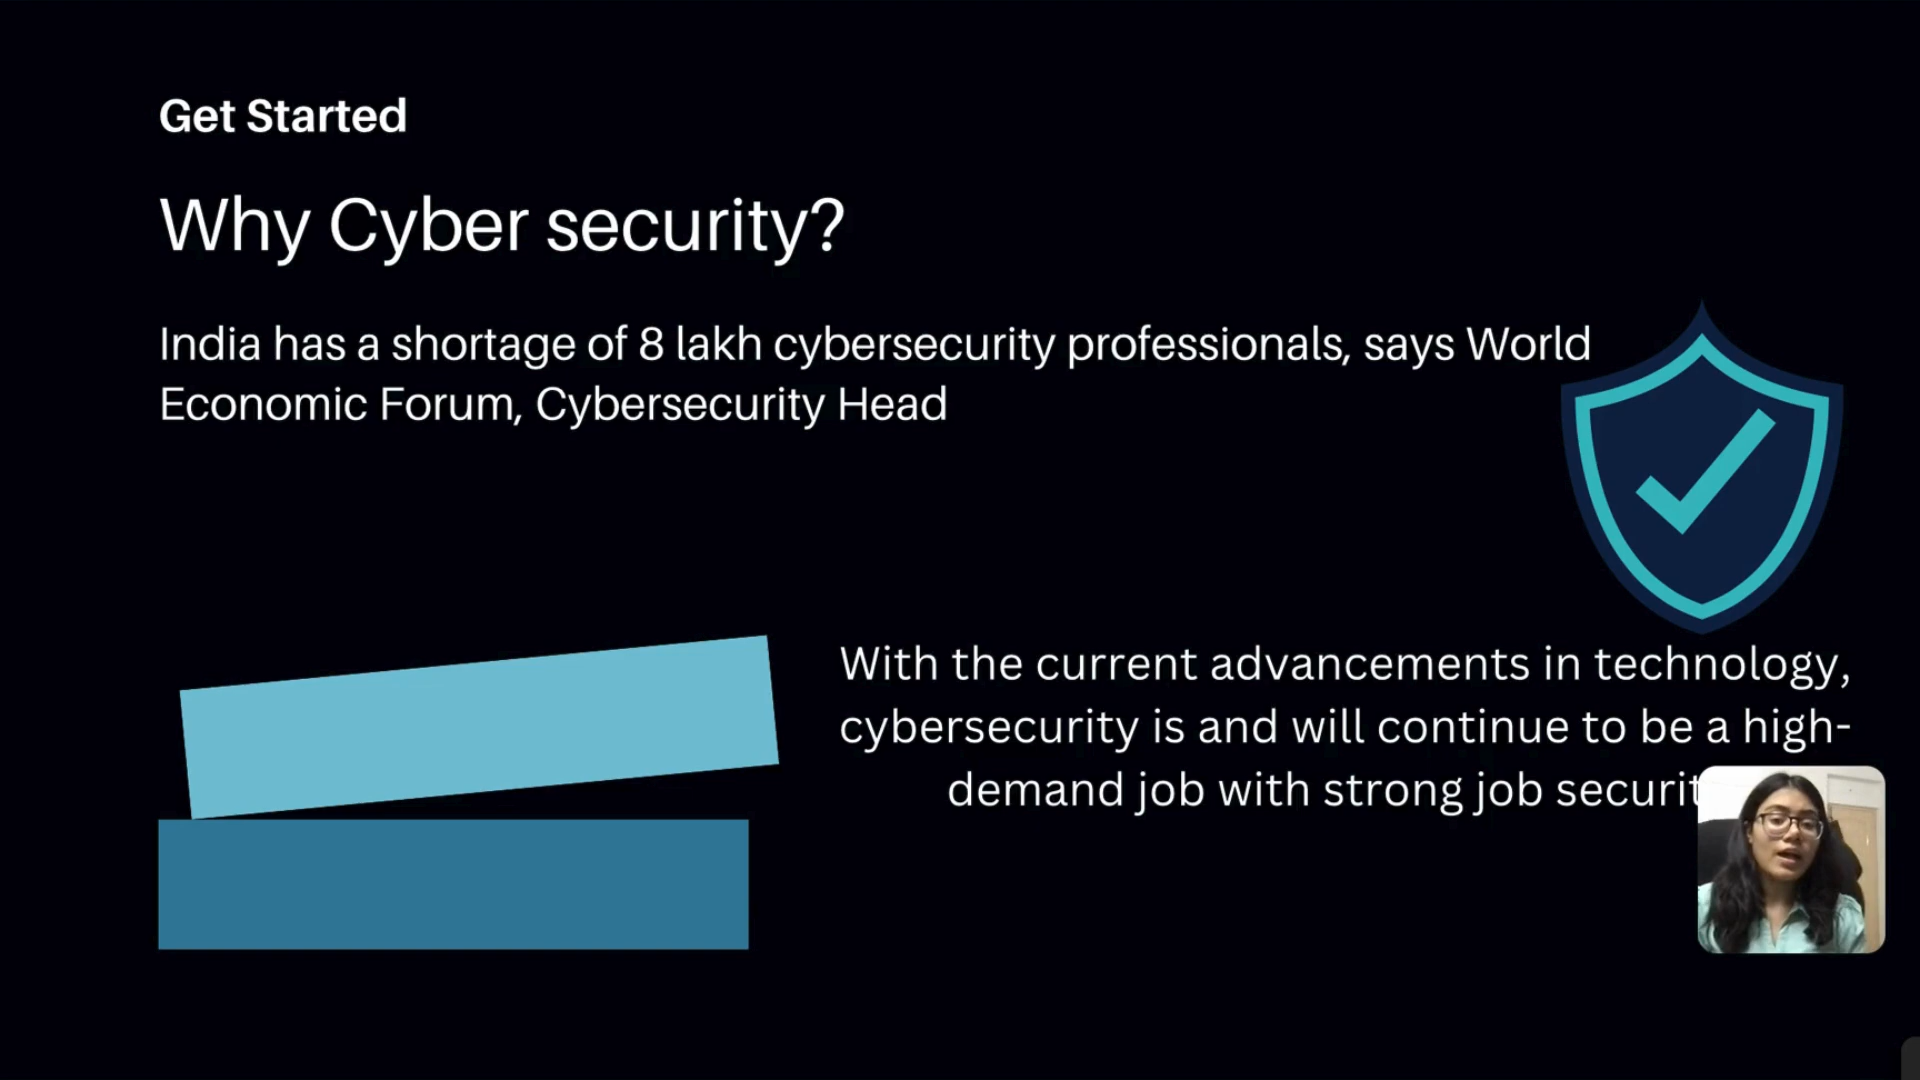 Get Started
Why Cyber security?
India has a shortage of 8 lakh cybersecurity professionals, says World
Economic Forum, Cybersecurity Head
With the current advancements in technology,
cybersecurity is and will continue to be a high-
demand job with strong job